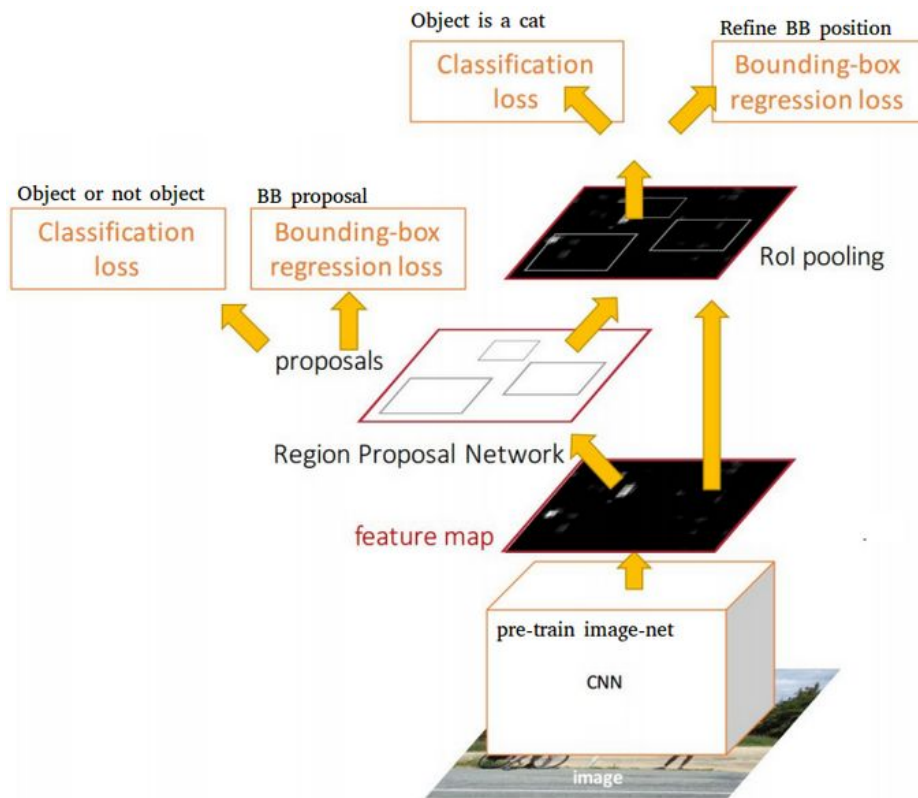 Object is a cat
Classification
loss
Refine BB position
Bounding-box
regression loss
Object or not object
Classification
loss
BB proposal
Bounding-box
regression loss
RoI pooling
proposals
Region Proposal Network
feature map
pre-train image-net
CNN
image